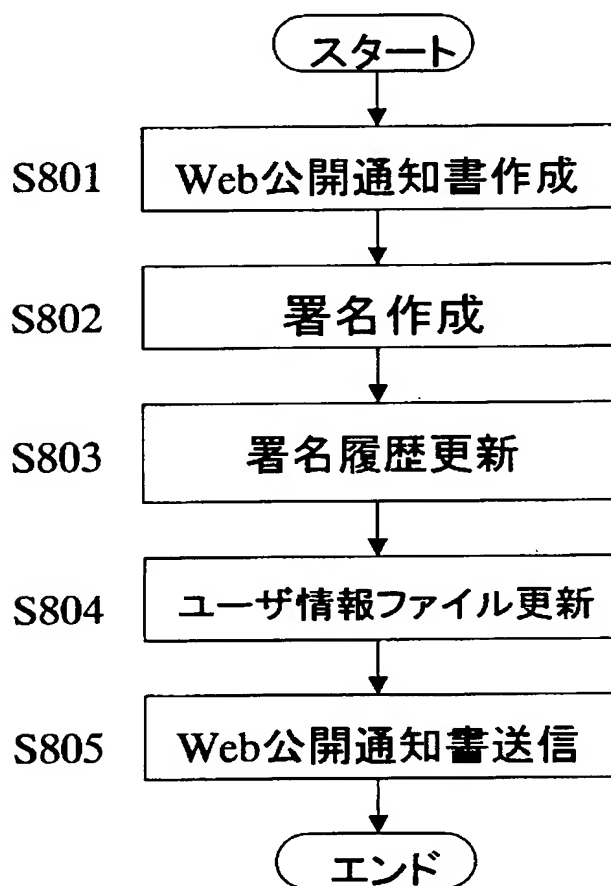 スタート
S801 Web公開通知書作成
S802 署名作成
S803 署名履歴更新
S804 ユーザ情報ファイル更新
S805 Web公開通知書送信
エンド